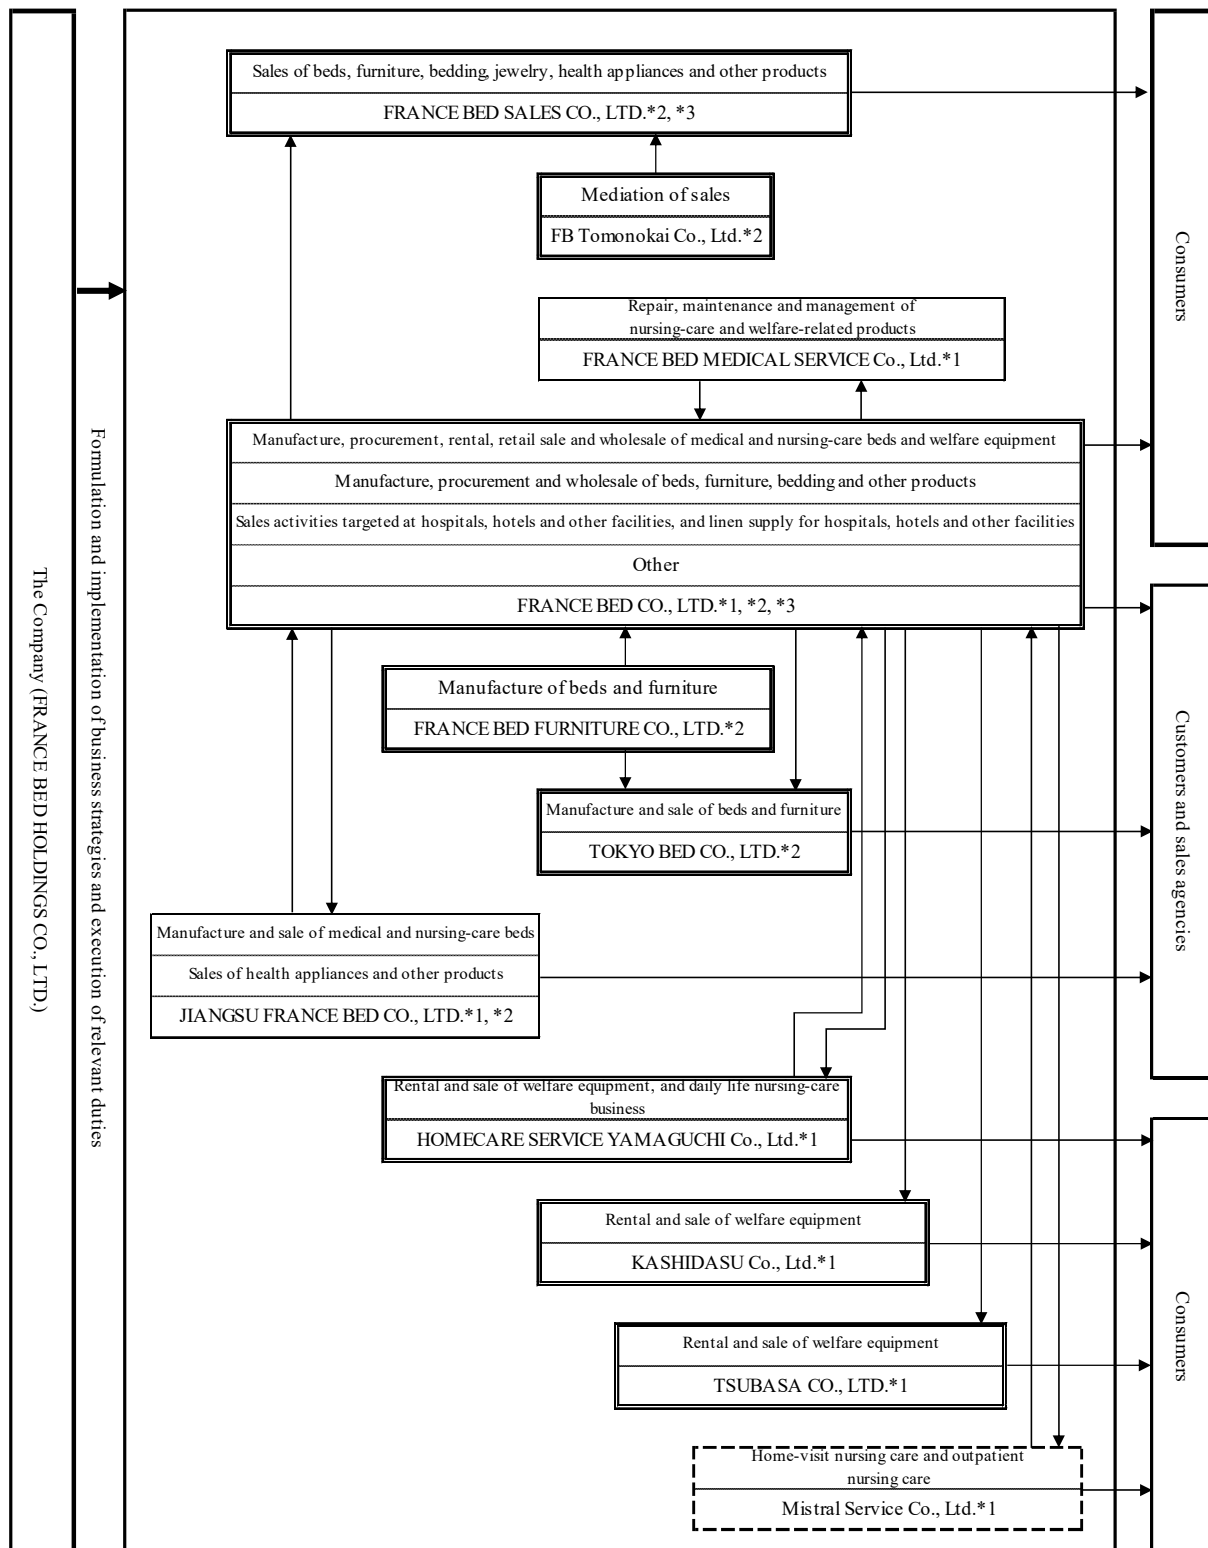 The Company (FRANCE BED HOLDINGS CO., LTD.)
Formulation and implementation of business strategies and execution of relevant duties
Sales of beds, furniture, bedding, jewelry, health appliances and other products
FRANCE BED SALES CO., LTD.*2, *3
Mediation of sales
FB Tomonokai Co., Ltd.*2
Repair, maintenance and management of
nursing-care and welfare-related products
FRANCE BED MEDICAL SERVICE Co., Ltd.*1
Manufacture, procurement, rental, retail sale and wholesale of medical and nursing-care beds and welfare equipment
Manufacture, procurement and wholesale of beds, furniture, bedding and other products
Sales activities targeted at hospitals, hotels and other facilities, and linen supply for hospitals, hotels and other facilities
Other
FRANCE BED CO., LTD.*1, *2, *3
Manufacture of beds and furniture
FRANCE BED FURNITURE CO., LTD.*2
Manufacture and sale of beds and furniture
TOKYO BED CO., LTD.*2
Manufacture and sale of medical and nursing-care beds
Sales of health appliances and other products
JIANGSU FRANCE BED CO., LTD.*1, *2
Rental and sale of welfare equipment, and daily life nursing-care
business
HOMECARE SERVICE YAMAGUCHI Co., Ltd.*1
Rental and sale of welfare equipment
KASHIDASU Co., Ltd.*1
Rental and sale of welfare equipment
TSUBASA CO., LTD.*1
Home-visit nursing care and outpatient
nursing care
Mistral Service Co., Ltd.*1
Consumers
Customers and sales agencies
Consumers